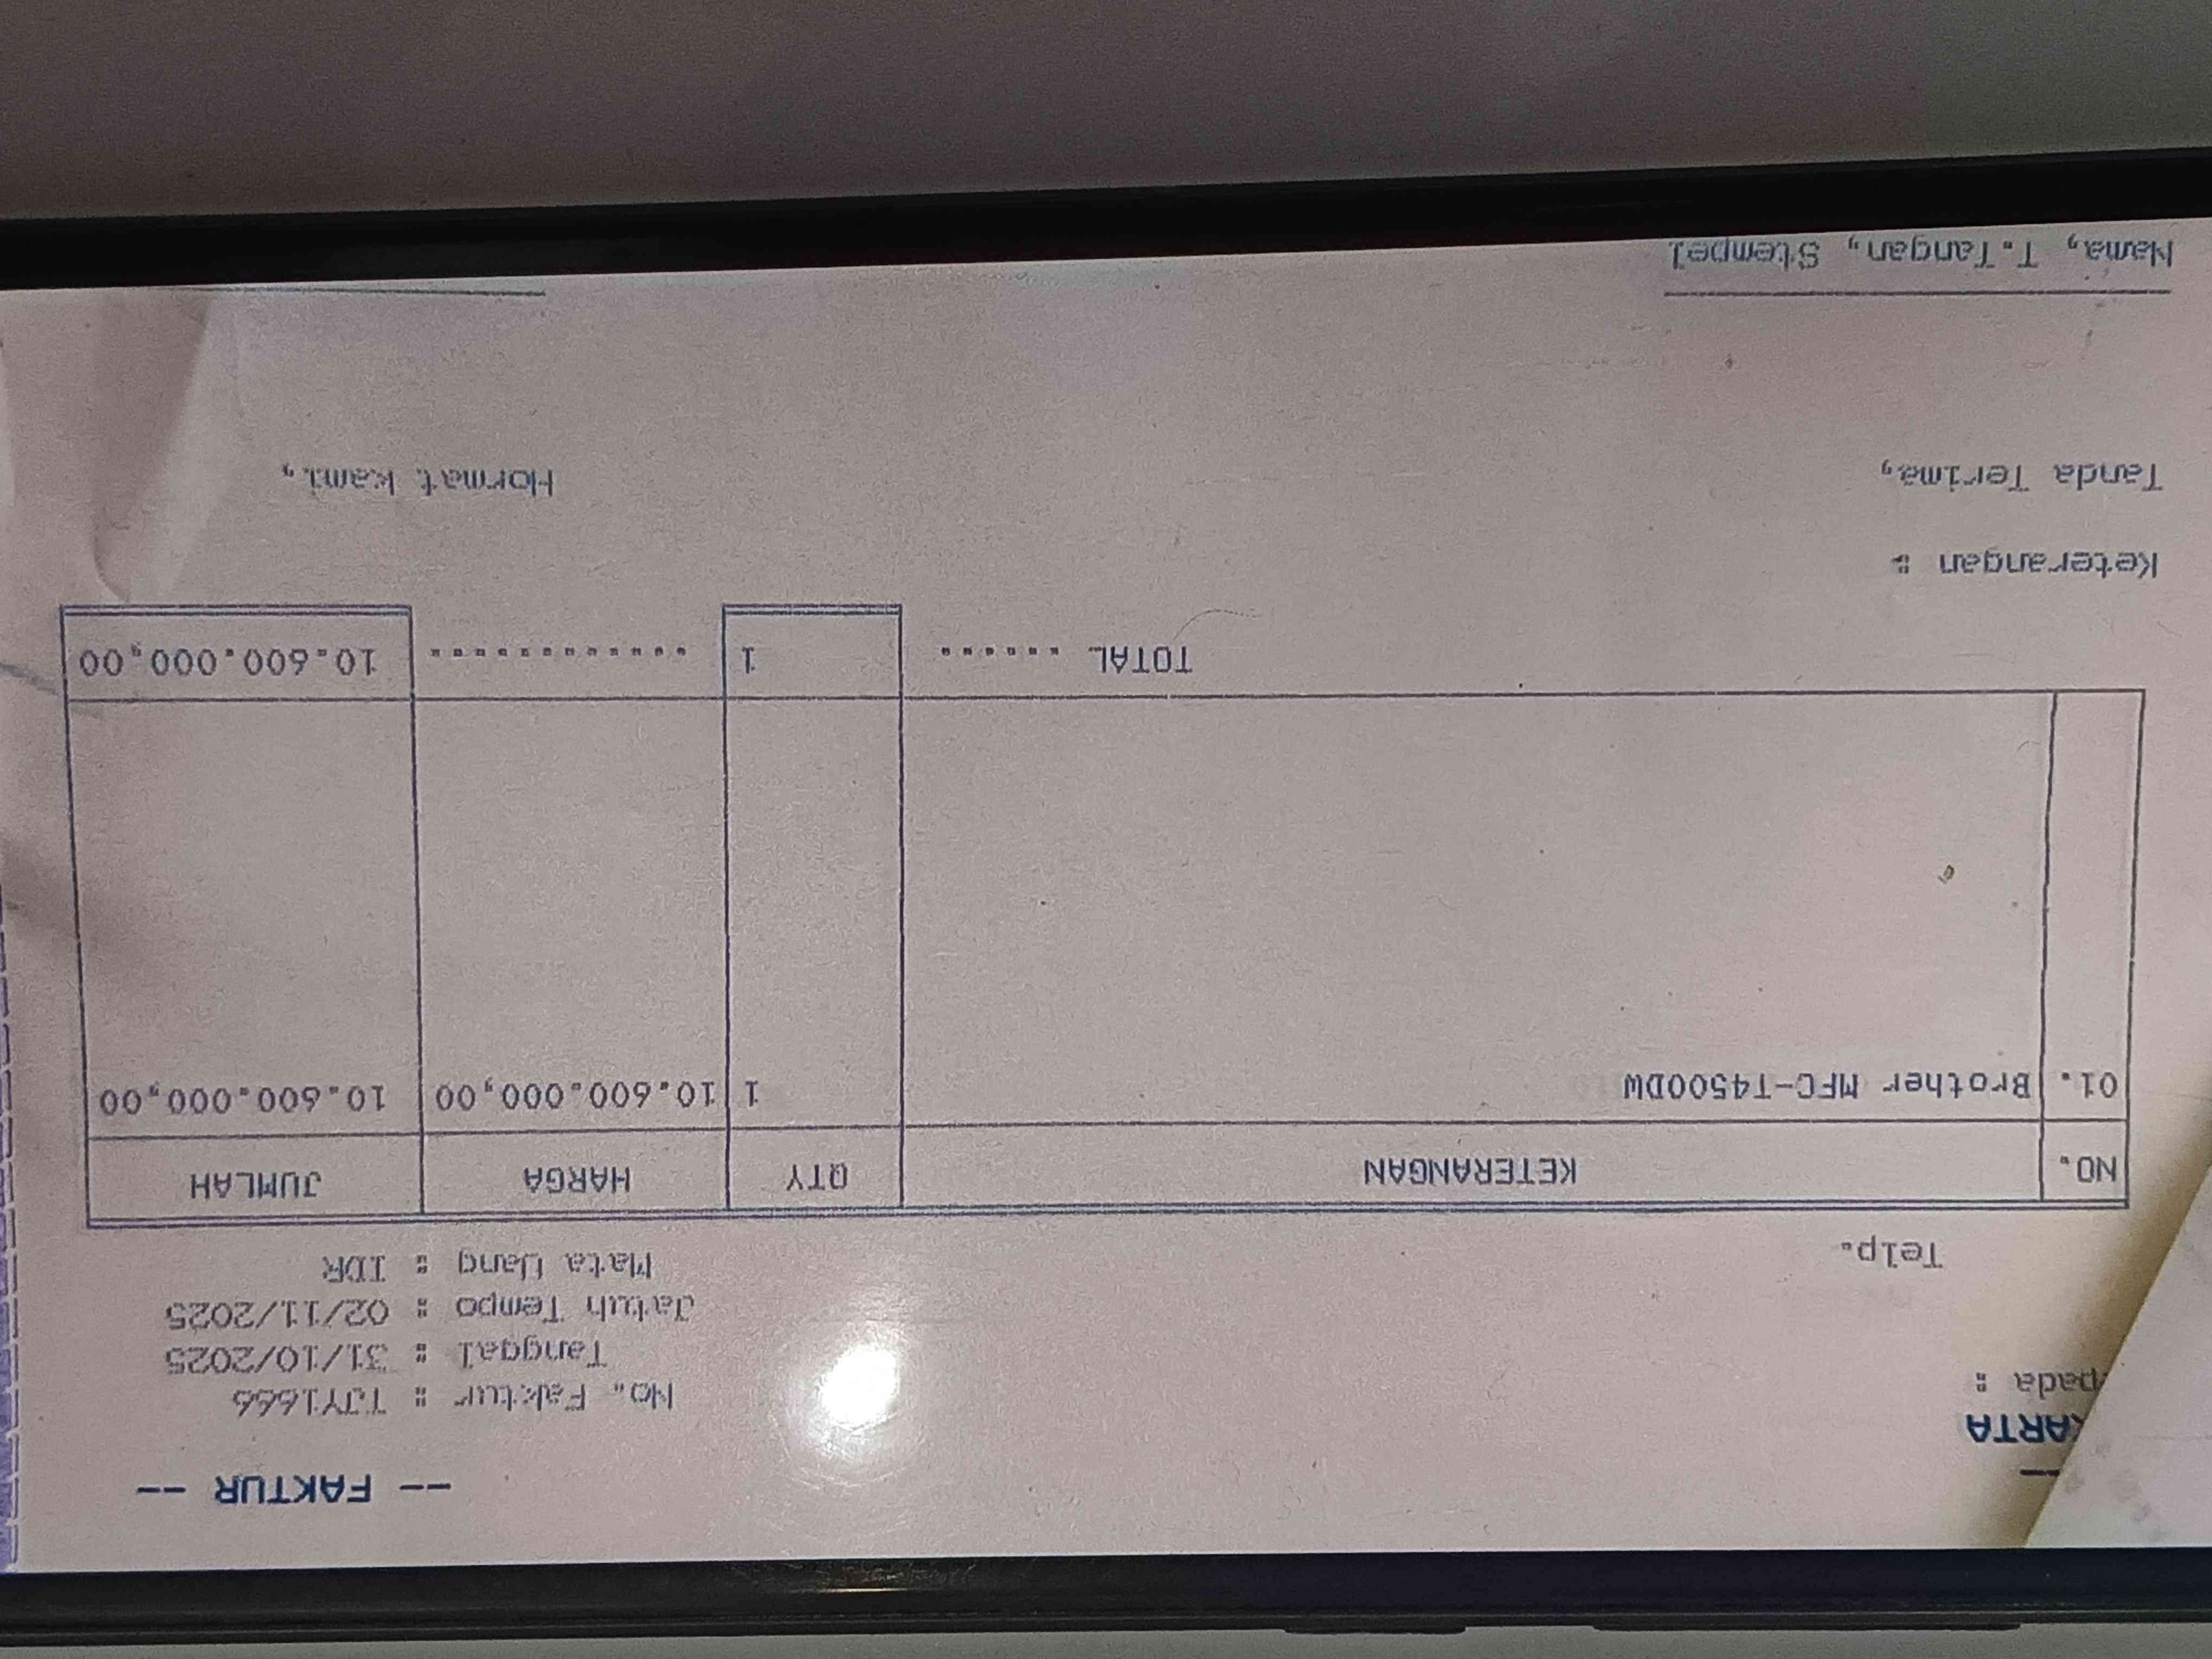 -- FAKTUR --
ARTA
pada :
No. Faktur : TJY1666
Tanggal : 31/10/2025
Jatuh Tempo : 02/11/2025
Telp.
Mata Uang : IDR
NO. KETERANGAN QTY HARGA JUMLAH
01. Brother MFC-T4500DW 1 10.600.000,00 10.600.000,00
TOTAL ...... 1 ............ 10.600.000,00
Keterangan :
Tanda Terima, Hormat kami,
Nama, T.Tangan, Stempel